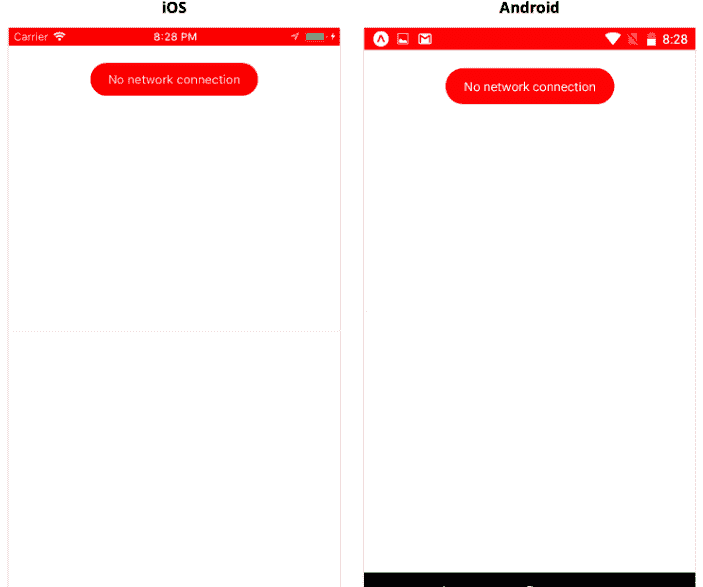 iOS
Android
Carrier 8:28 PM
8:28
No network connection
No network connection